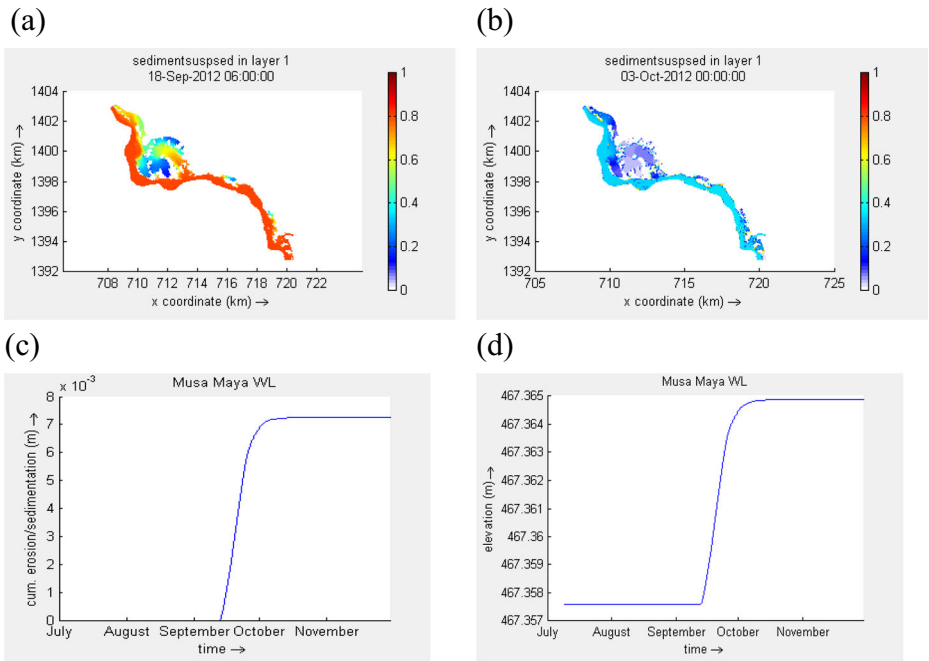 (a)
sedimentsuspsed in layer 1
18-Sep-2012 06:00:00
1404
1402
1400
1398
1396
1394
1392
y coordinate (km) →
708 710 712 714 716 718 720 722
x coordinate (km) →
1
0.8
0.6
0.4
0.2
0
(b)
sedimentsuspsed in layer 1
03-Oct-2012 00:00:00
1404
1402
1400
1398
1396
1394
1392
y coordinate (km) →
705 710 715 720 725
x coordinate (km) →
1
0.8
0.6
0.4
0.2
0
(c)
x 10⁻³
Musa Maya WL
8
7
6
5
4
3
2
1
0
cum. erosion/sedimentation (m) →
July August September October November
time →
(d)
Musa Maya WL
467.365
467.364
467.363
467.362
467.361
467.36
467.359
467.358
467.357
elevation (m) →
July August September October November
time →